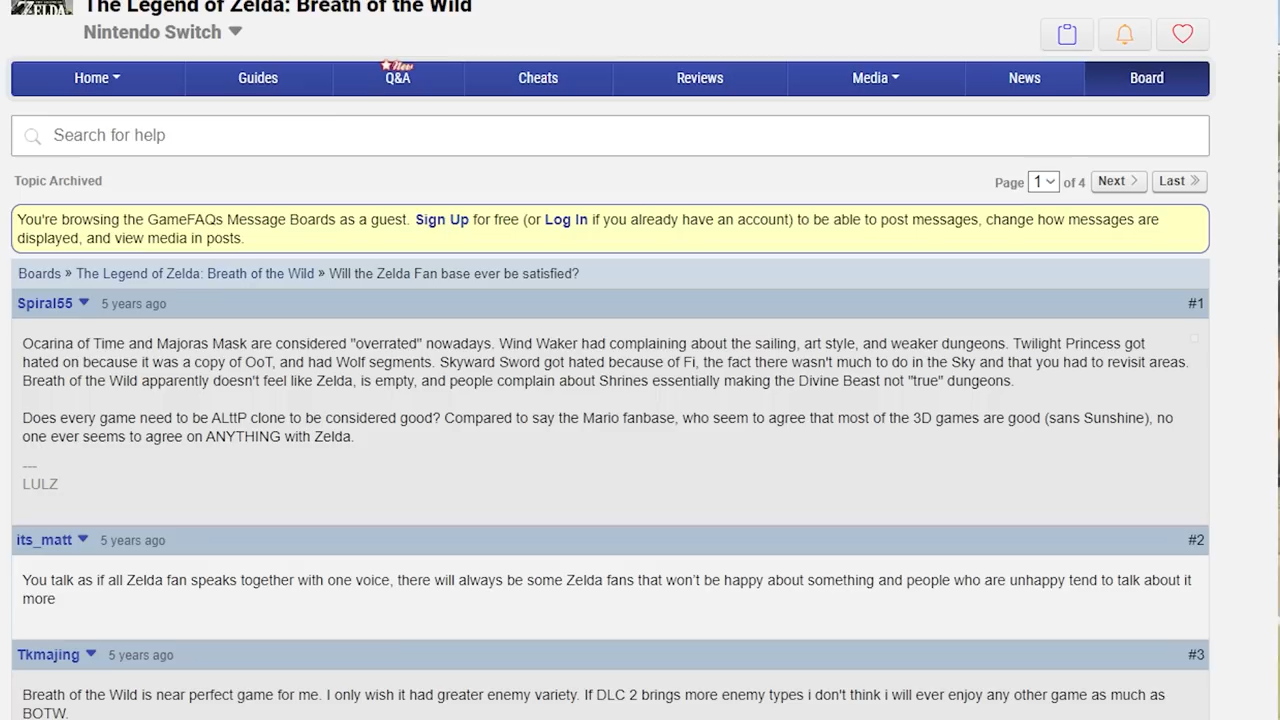 The Legend of Zelda: Breath of the Wild
ZELDA
Nintendo Switch
Home
Guides
New
Q&A
Cheats
Reviews
Media
News
Board
Search for help
Topic Archived
Page 1 of 4 Next Last
You're browsing the GameFAQs Message Boards as a guest. Sign Up for free (or Log In if you already have an account) to be able to post messages, change how messages are
displayed, and view media in posts.
Boards » The Legend of Zelda: Breath of the Wild » Will the Zelda Fan base ever be satisfied?
Spiral55 5 years ago #1
Ocarina of Time and Majoras Mask are considered "overrated" nowadays. Wind Waker had complaining about the sailing, art style, and weaker dungeons. Twilight Princess got
hated on because it was a copy of OoT, and had Wolf segments. Skyward Sword got hated because of Fi, the fact there wasn't much to do in the Sky and that you had to revisit areas.
Breath of the Wild apparently doesn't feel like Zelda, is empty, and people complain about Shrines essentially making the Divine Beast not "true" dungeons.
Does every game need to be ALttP clone to be considered good? Compared to say the Mario fanbase, who seem to agree that most of the 3D games are good (sans Sunshine), no
one ever seems to agree on ANYTHING with Zelda.
---
LULZ
its_matt 5 years ago #2
You talk as if all Zelda fan speaks together with one voice, there will always be some Zelda fans that won't be happy about something and people who are unhappy tend to talk about it
more
Tkmajing 5 years ago #3
Breath of the Wild is near perfect game for me. I only wish it had greater enemy variety. If DLC 2 brings more enemy types i don't think i will ever enjoy any other game as much as
BOTW.